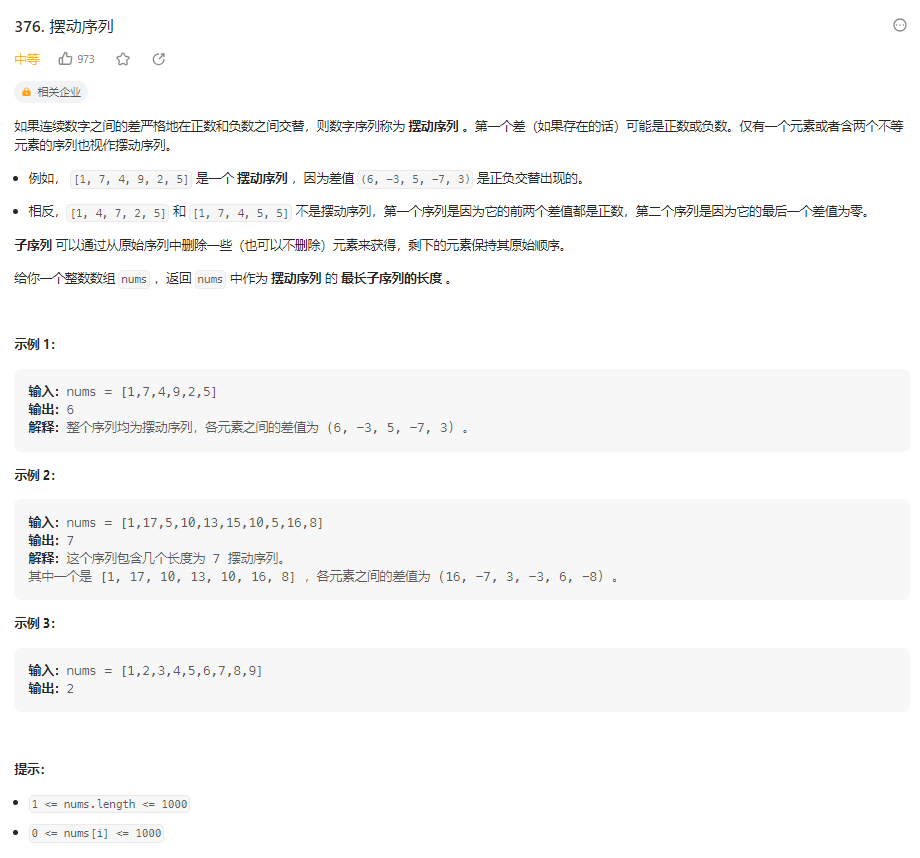 376. 摆动序列
中等 973
相关企业
如果连续数字之间的差严格地在正数和负数之间交替，则数字序列称为 摆动序列 。第一个差（如果存在的话）可能是正数或负数。仅有一个元素或者含两个不等
元素的序列也视作摆动序列。
• 例如， [1, 7, 4, 9, 2, 5] 是一个 摆动序列 ，因为差值 (6, -3, 5, -7, 3) 是正负交替出现的。
• 相反，[1, 4, 7, 2, 5] 和 [1, 7, 4, 5, 5] 不是摆动序列，第一个序列是因为它的前两个差值都是正数，第二个序列是因为它的最后一个差值为零。
子序列 可以通过从原始序列中删除一些（也可以不删除）元素来获得，剩下的元素保持其原始顺序。
给你一个整数数组 nums ，返回 nums 中作为 摆动序列 的 最长子序列的长度 。
示例 1：
输入：nums = [1,7,4,9,2,5]
输出：6
解释：整个序列均为摆动序列，各元素之间的差值为 (6, -3, 5, -7, 3) 。
示例 2：
输入：nums = [1,17,5,10,13,15,10,5,16,8]
输出：7
解释：这个序列包含几个长度为 7 摆动序列。
其中一个是 [1, 17, 10, 13, 10, 16, 8] ，各元素之间的差值为 (16, -7, 3, -3, 6, -8) 。
示例 3：
输入：nums = [1,2,3,4,5,6,7,8,9]
输出：2
提示：
• 1 <= nums.length <= 1000
• 0 <= nums[i] <= 1000